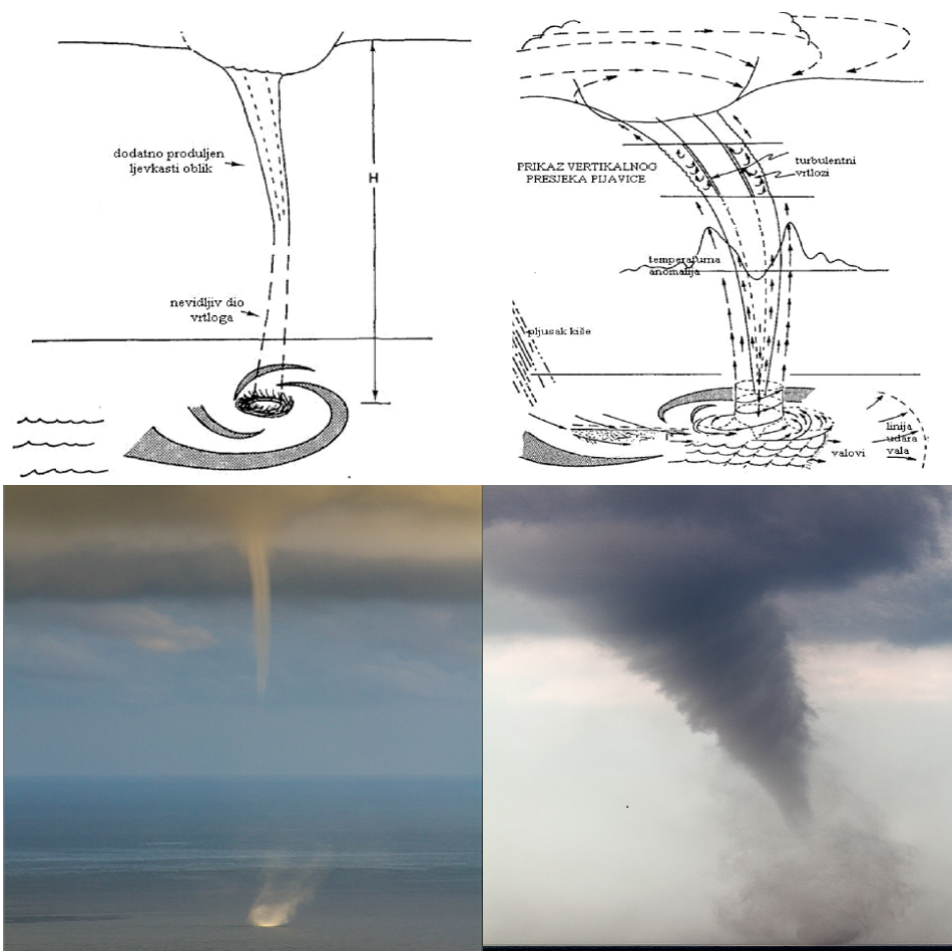 dodatno produljen
ljevkasti oblik
H
nevidljiv dio
vrtloga
PRIKAZ VERTIKALNOG
PRESJEKA PIJAVICE
turbulentni
vrtlozi
temperaturna
anomalija
pljusak kiše
valovi
linija
udara
vala